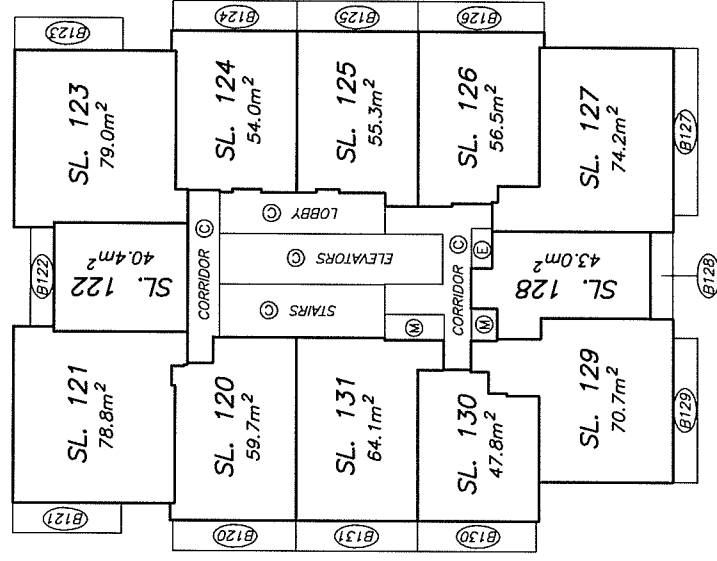 B123
B124
B125
B126
SL. 123
79.0m²
SL. 124
54.0m²
SL. 125
55.3m²
SL. 126
56.5m²
SL. 127
74.2m²
B127
B122
SL. 122
40.4m²
CORRIDOR C
LOBBY
C
ELEVATORS
C
STAIRS
C
CORRIDOR C
E
M
M
SL. 128
43.0m²
B128
SL. 121
78.8m²
SL. 120
59.7m²
SL. 131
64.1m²
SL. 130
47.8m²
SL. 129
70.7m²
B129
B121
B120
B131
B130